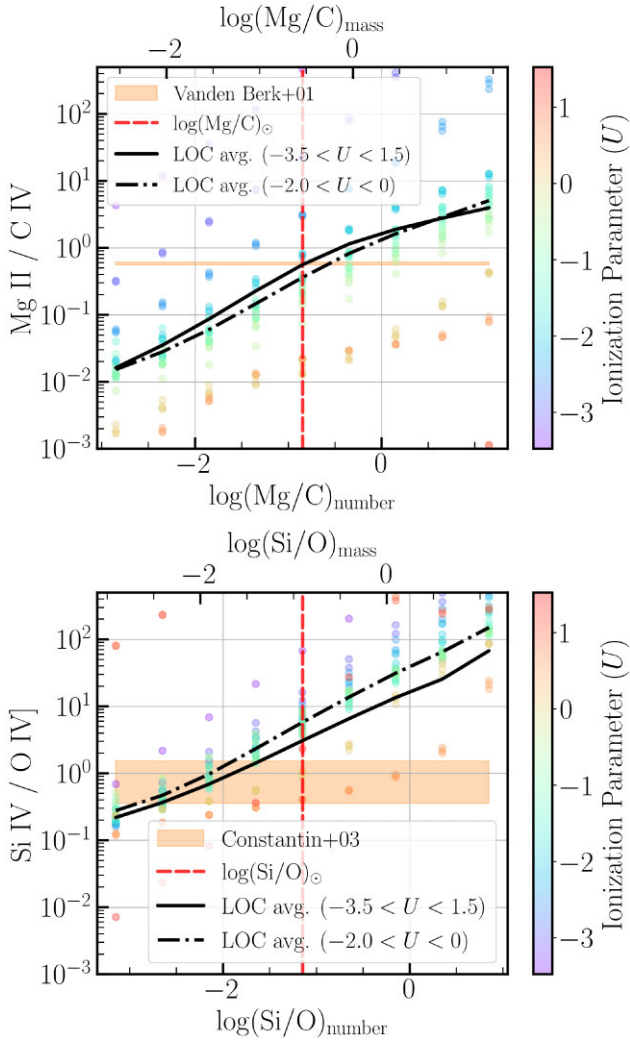 log(Mg/C)mass
−2 0
Vanden Berk+01
log(Mg/C)⊙
LOC avg. (−3.5 < U < 1.5)
LOC avg. (−2.0 < U < 0)
10²
10¹
10⁰
10⁻¹
10⁻²
10⁻³
Mg II / C IV
−2 0
log(Mg/C)number
1
0
−1
−2
−3
Ionization Parameter (U)
log(Si/O)mass
−2 0
10²
10¹
10⁰
10⁻¹
10⁻²
10⁻³
Si IV / O IV]
Constantin+03
log(Si/O)⊙
LOC avg. (−3.5 < U < 1.5)
LOC avg. (−2.0 < U < 0)
−2 0
log(Si/O)number
1
0
−1
−2
−3
Ionization Parameter (U)